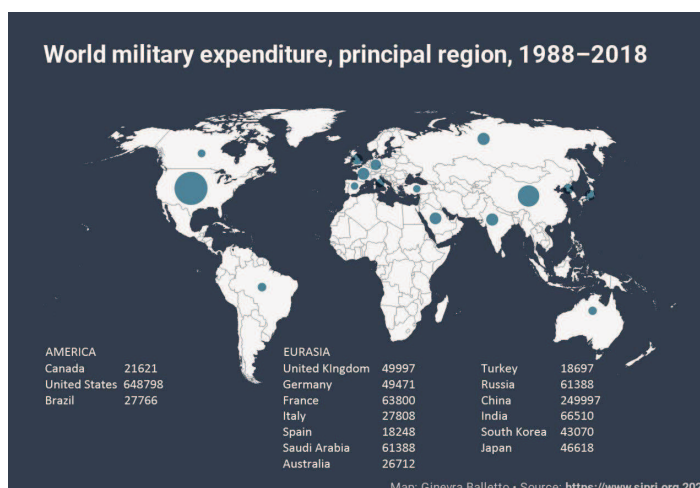 World military expenditure, principal region, 1988–2018
AMERICA
Canada 21621
United States 648798
Brazil 27766
EURASIA
United KIngdom 49997
Germany 49471
France 63800
Italy 27808
Spain 18248
Saudi Arabia 61388
Australia 26712
Turkey 18697
Russia 61388
China 249997
India 66510
South Korea 43070
Japan 46618
Map: Ginevra Balletto • Source: https://www.sipri.org